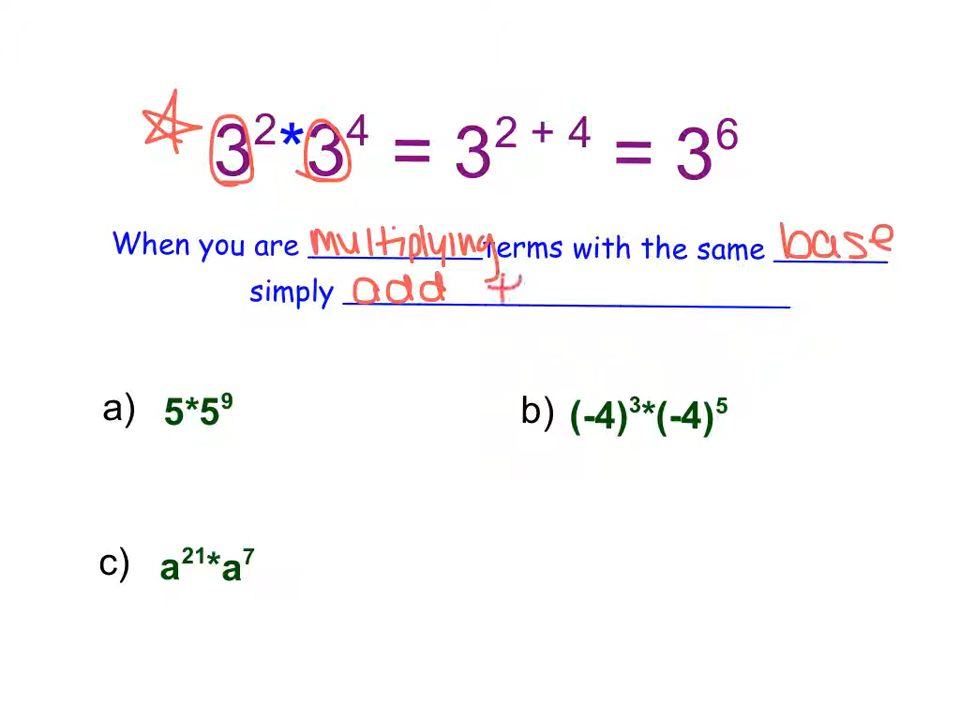 3² * 3⁴ = 3² ⁺ ⁴ = 3⁶
When you are multiplying terms with the same base
simply add
a) 5*5⁹ b) (-4)³*(-4)⁵
c) a²¹*a⁷